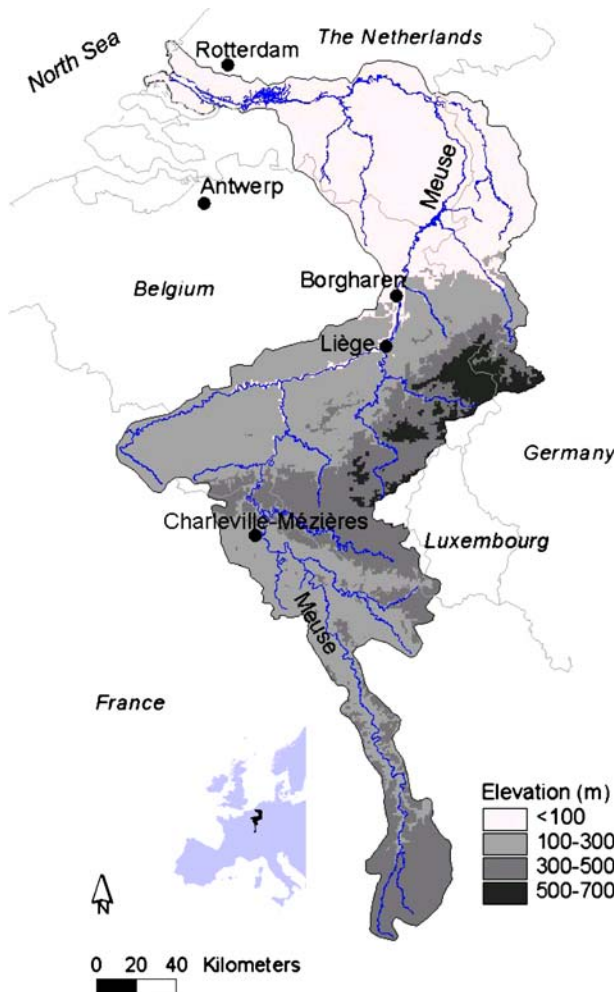 North Sea
Rotterdam
The Netherlands
Meuse
Antwerp
Belgium
Borgharen
Liège
Germany
Charleville-Mézières
Luxembourg
Meuse
France
Elevation (m)
<100
100-300
300-500
500-700
N
0 20 40 Kilometers